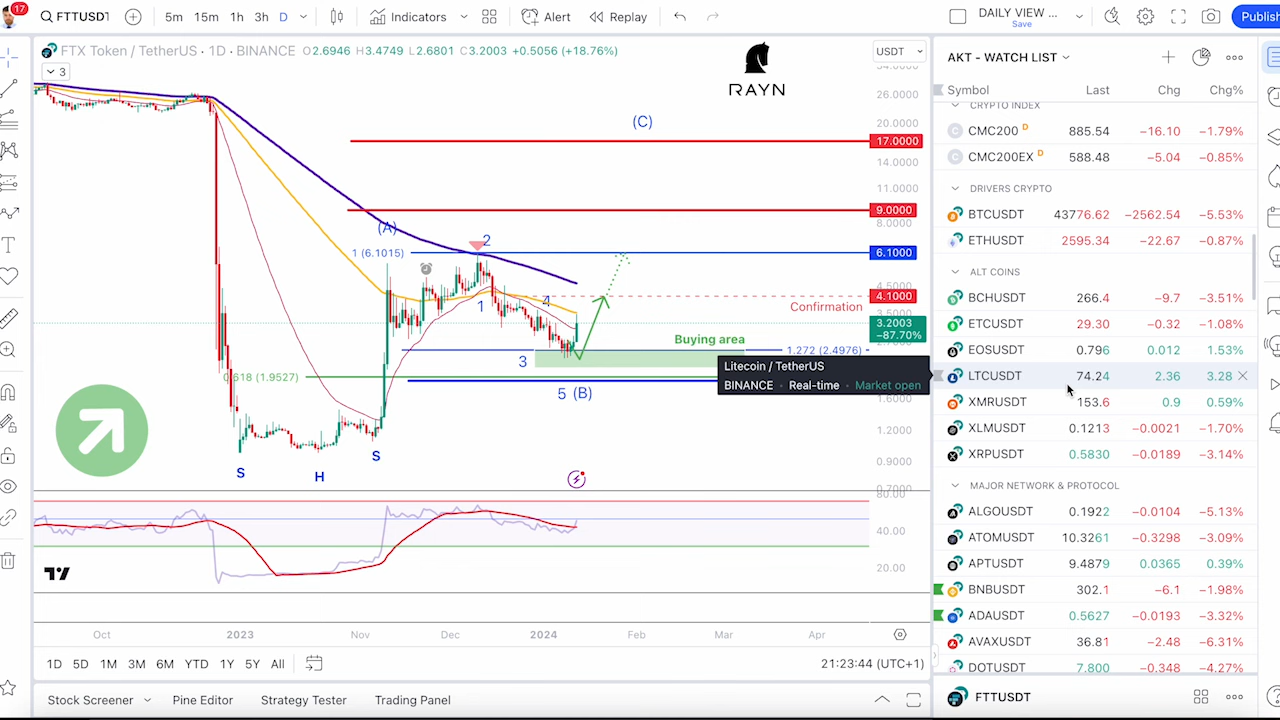 17
FTTUSDT
5m 15m 1h 3h D
Indicators
Alert
Replay
DAILY VIEW ...
Save
Publish
FTX Token / TetherUS · 1D · BINANCE O2.6946 H3.4749 L2.6801 C3.2003 +0.5056 (+18.76%)
3
USDT
RAYN
26.0000
20.0000
(C)
17.0000
14.0000
11.0000
9.0000
8.0000
(A)
2
1 (6.1015)
6.1000
4.5000
4
4.1000
1
Confirmation
3.5000
3.2003
−87.70%
Buying area
1.272 (2.4976)
3
0.618 (1.9527)
5 (B)
1.6000
1.2000
0.9000
0.7000
S
H
S
Litecoin / TetherUS
BINANCE · Real-time · Market open
80.00
40.00
20.00
Oct
2023
Nov
Dec
2024
Feb
Mar
Apr
1D 5D 1M 3M 6M YTD 1Y 5Y All
21:23:44 (UTC+1)
Stock Screener
Pine Editor
Strategy Tester
Trading Panel
AKT - WATCH LIST
Symbol Last Chg Chg%
CRYPTO INDEX
CMC200 D 885.54 −16.10 −1.79%
CMC200EX D 588.48 −5.04 −0.85%
DRIVERS CRYPTO
BTCUSDT 43776.62 −2562.54 −5.53%
ETHUSDT 2595.34 −22.67 −0.87%
ALT COINS
BCHUSDT 266.4 −9.7 −3.51%
ETCUSDT 29.30 −0.32 −1.08%
EOSUSDT 0.796 0.012 1.53%
LTCUSDT 74.24 2.36 3.28
XMRUSDT 153.6 0.9 0.59%
XLMUSDT 0.1213 −0.0021 −1.70%
XRPUSDT 0.5830 −0.0189 −3.14%
MAJOR NETWORK & PROTOCOL
ALGOUSDT 0.1922 −0.0104 −5.13%
ATOMUSDT 10.3261 −0.3298 −3.09%
APTUSDT 9.4879 0.0365 0.39%
BNBUSDT 302.1 −6.1 −1.98%
ADAUSDT 0.5627 −0.0193 −3.32%
AVAXUSDT 36.81 −2.48 −6.31%
DOTUSDT 7.800 −0.348 −4.27%
FTTUSDT